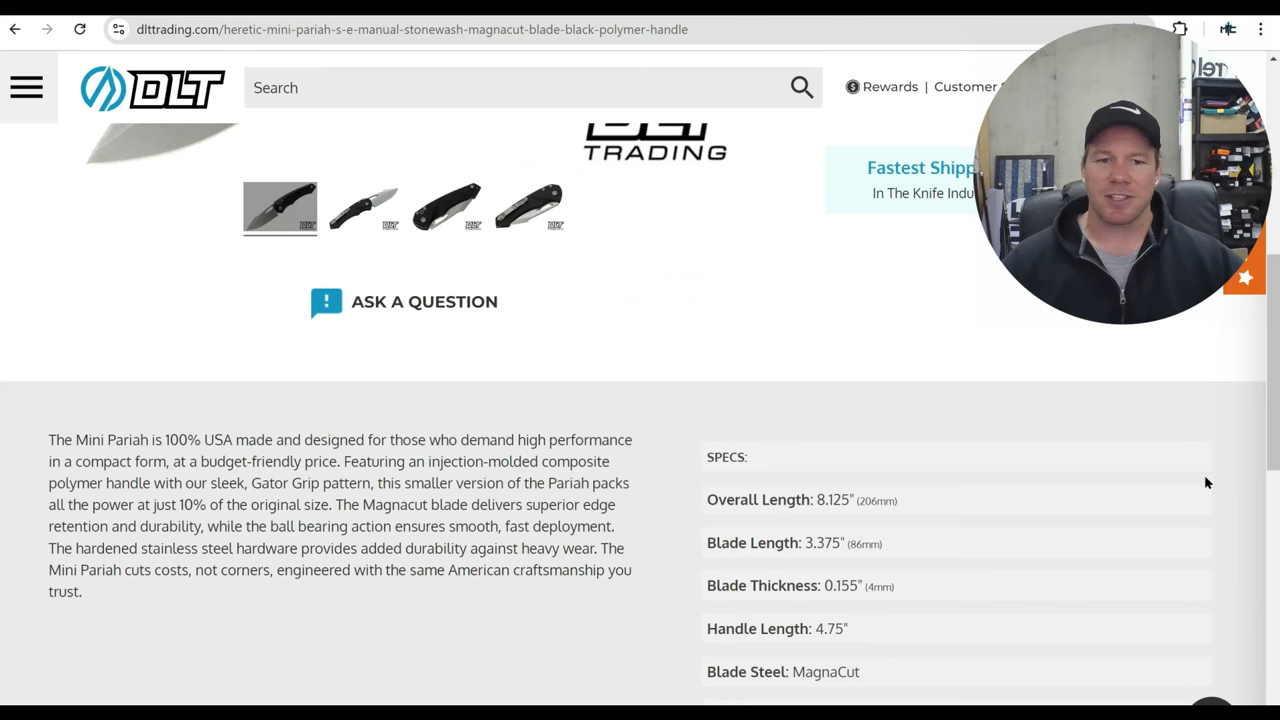 dlttrading.com/heretic-mini-pariah-s-e-manual-stonewash-magnacut-blade-black-polymer-handle
DLT
Search
Rewards | Customer
TRADING
Fastest Shipp
In The Knife Indu
DLT
DLT
DLT
DLT
ASK A QUESTION
The Mini Pariah is 100% USA made and designed for those who demand high performance
in a compact form, at a budget-friendly price. Featuring an injection-molded composite
polymer handle with our sleek, Gator Grip pattern, this smaller version of the Pariah packs
all the power at just 10% of the original size. The Magnacut blade delivers superior edge
retention and durability, while the ball bearing action ensures smooth, fast deployment.
The hardened stainless steel hardware provides added durability against heavy wear. The
Mini Pariah cuts costs, not corners, engineered with the same American craftsmanship you
trust.
SPECS:
Overall Length: 8.125" (206mm)
Blade Length: 3.375" (86mm)
Blade Thickness: 0.155" (4mm)
Handle Length: 4.75"
Blade Steel: MagnaCut